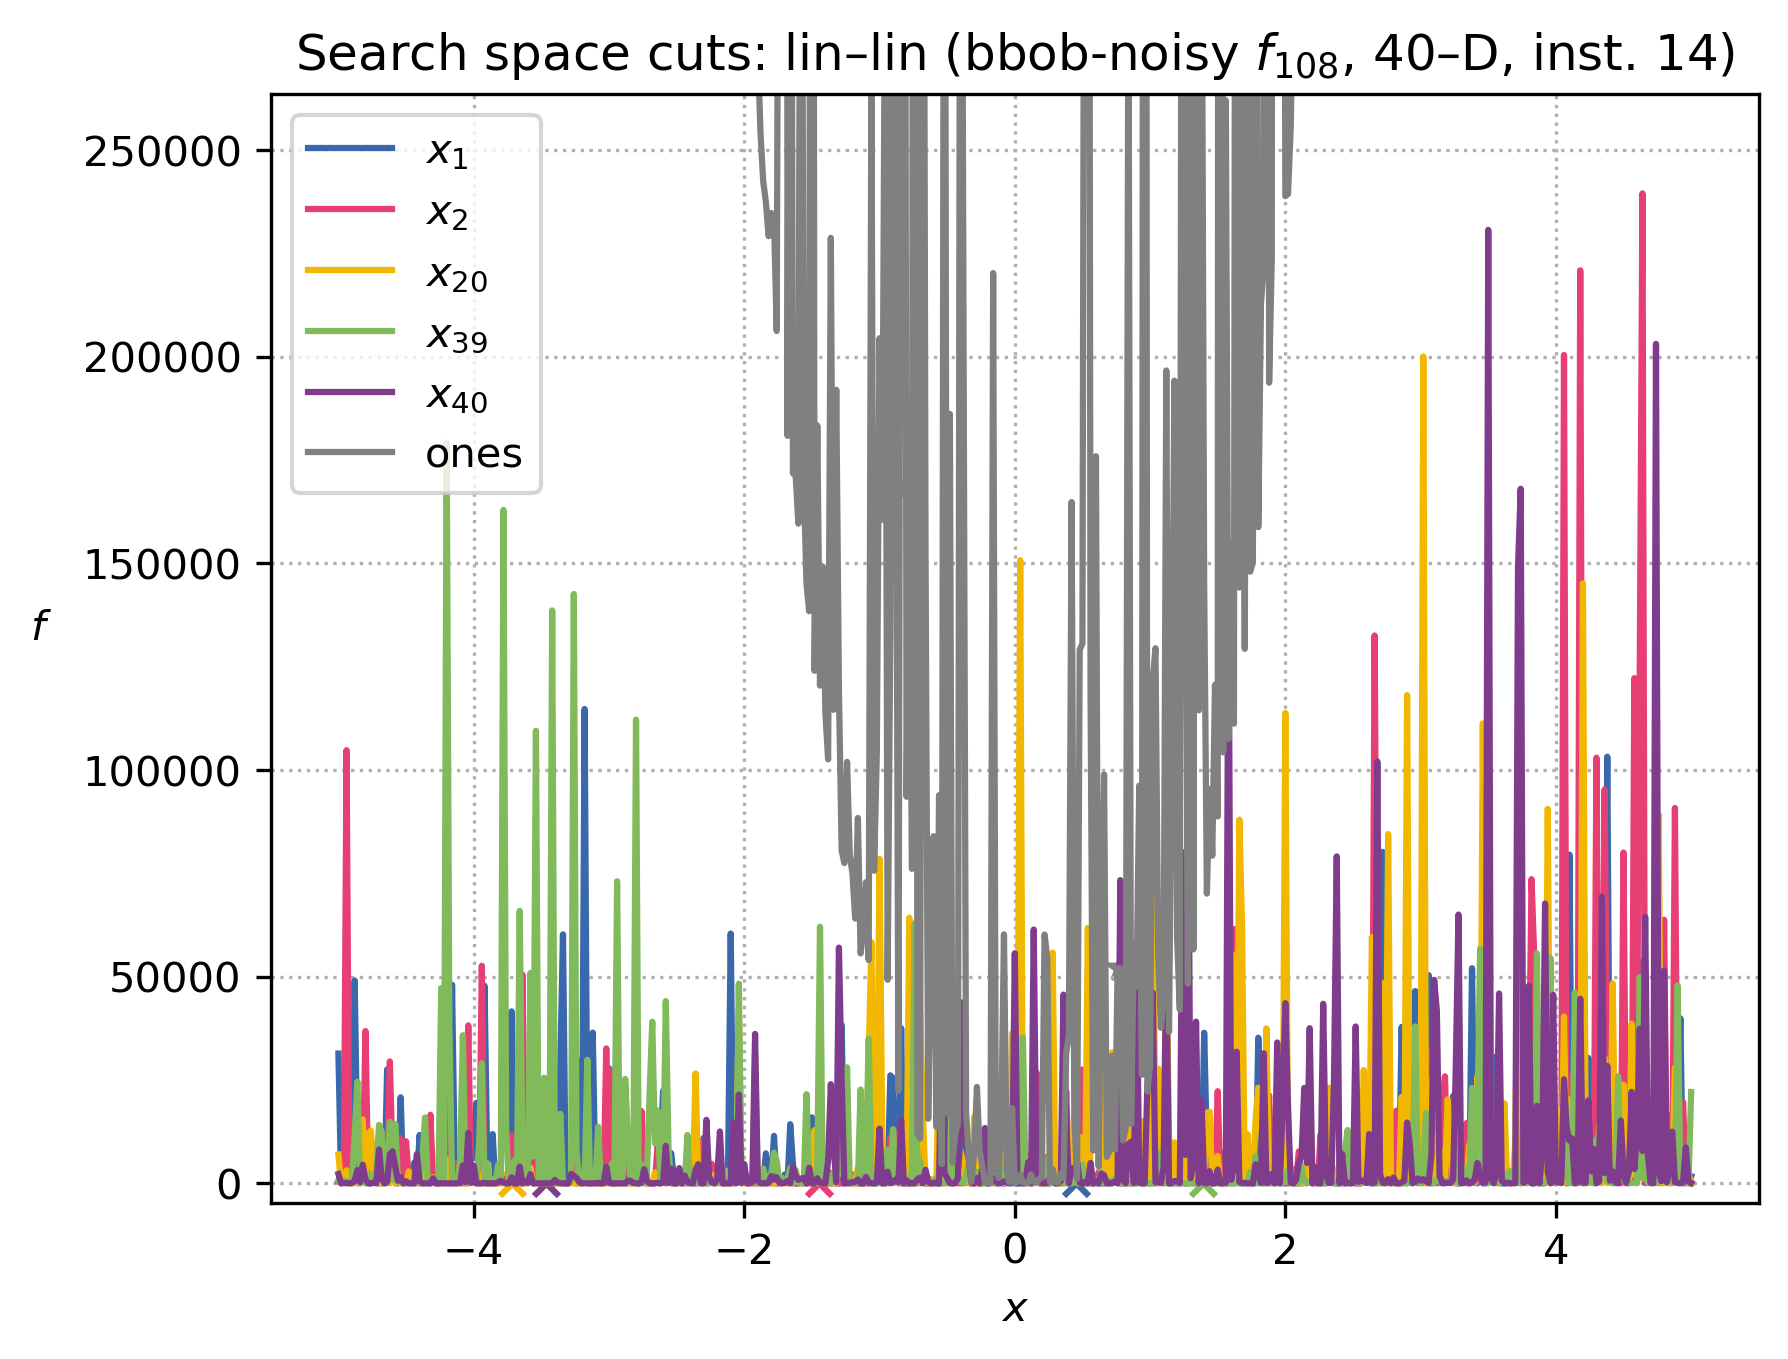 Search space cuts: lin–lin (bbob-noisy f₁₀₈, 40–D, inst. 14)
250000
200000
150000
100000
50000
0
f
x₁
x₂
x₂₀
x₃₉
x₄₀
ones
−4 −2 0 2 4
x